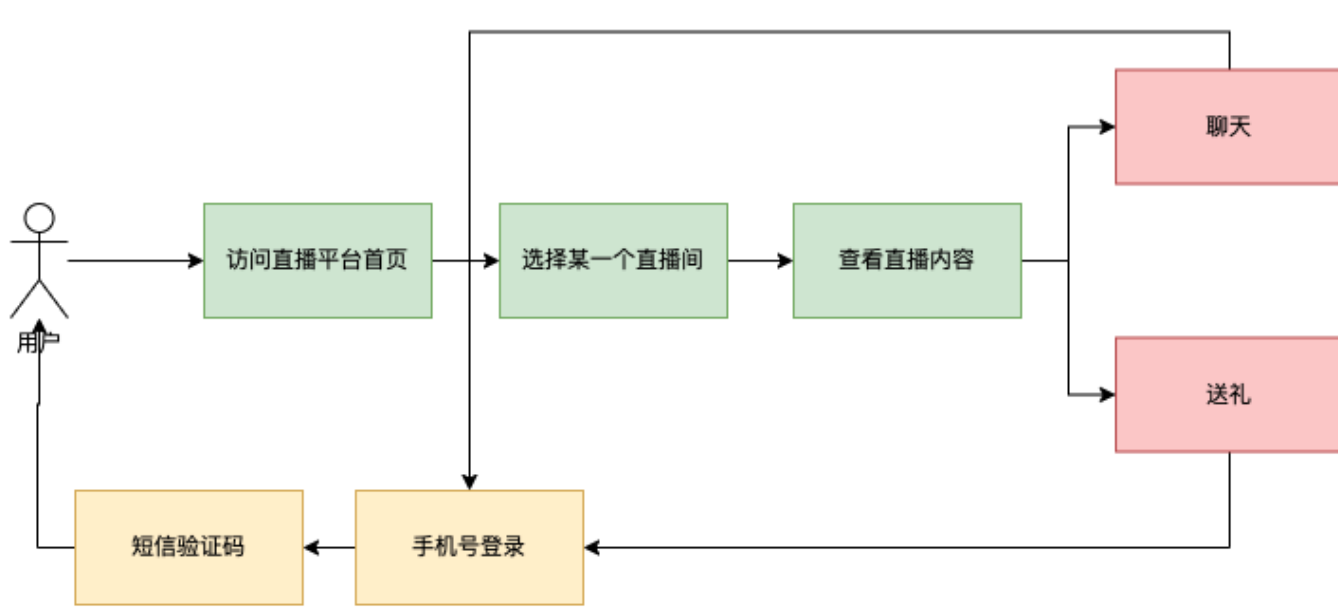 聊天
访问直播平台首页
选择某一个直播间
查看直播内容
用户
送礼
短信验证码
手机号登录